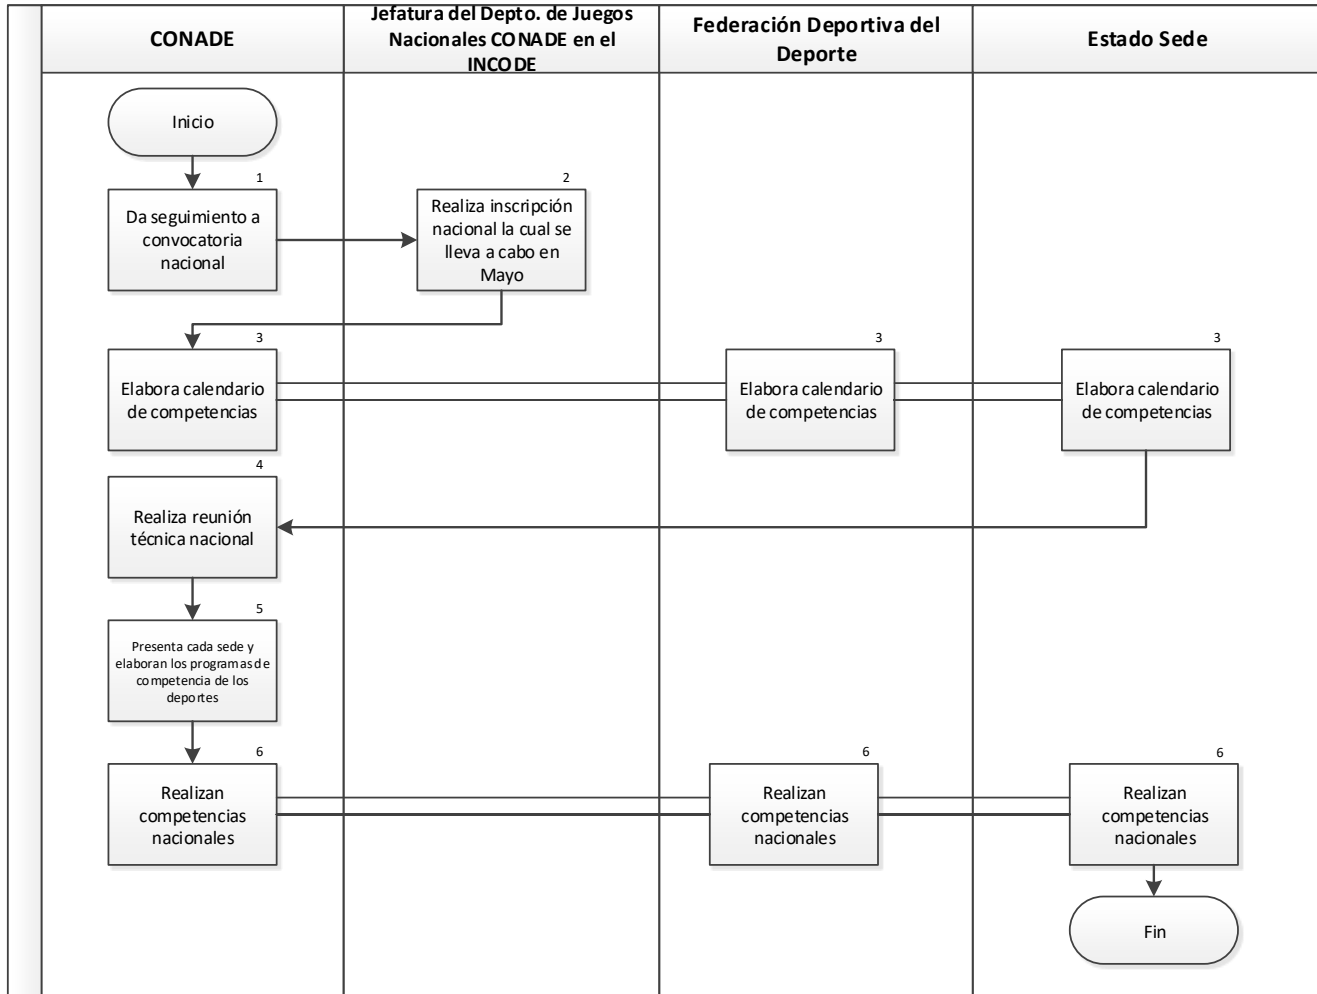 CONADE
Jefatura del Depto. de Juegos
Nacionales CONADE en el
INCODE
Federación Deportiva del
Deporte
Estado Sede
Inicio
1
Da seguimiento a
convocatoria
nacional
2
Realiza inscripción
nacional la cual se
lleva a cabo en
Mayo
3
Elabora calendario
de competencias
3
Elabora calendario
de competencias
3
Elabora calendario
de competencias
4
Realiza reunión
técnica nacional
5
Presenta cada sede y
elaboran los programas de
competencia de los
deportes
6
Realizan
competencias
nacionales
6
Realizan
competencias
nacionales
6
Realizan
competencias
nacionales
Fin